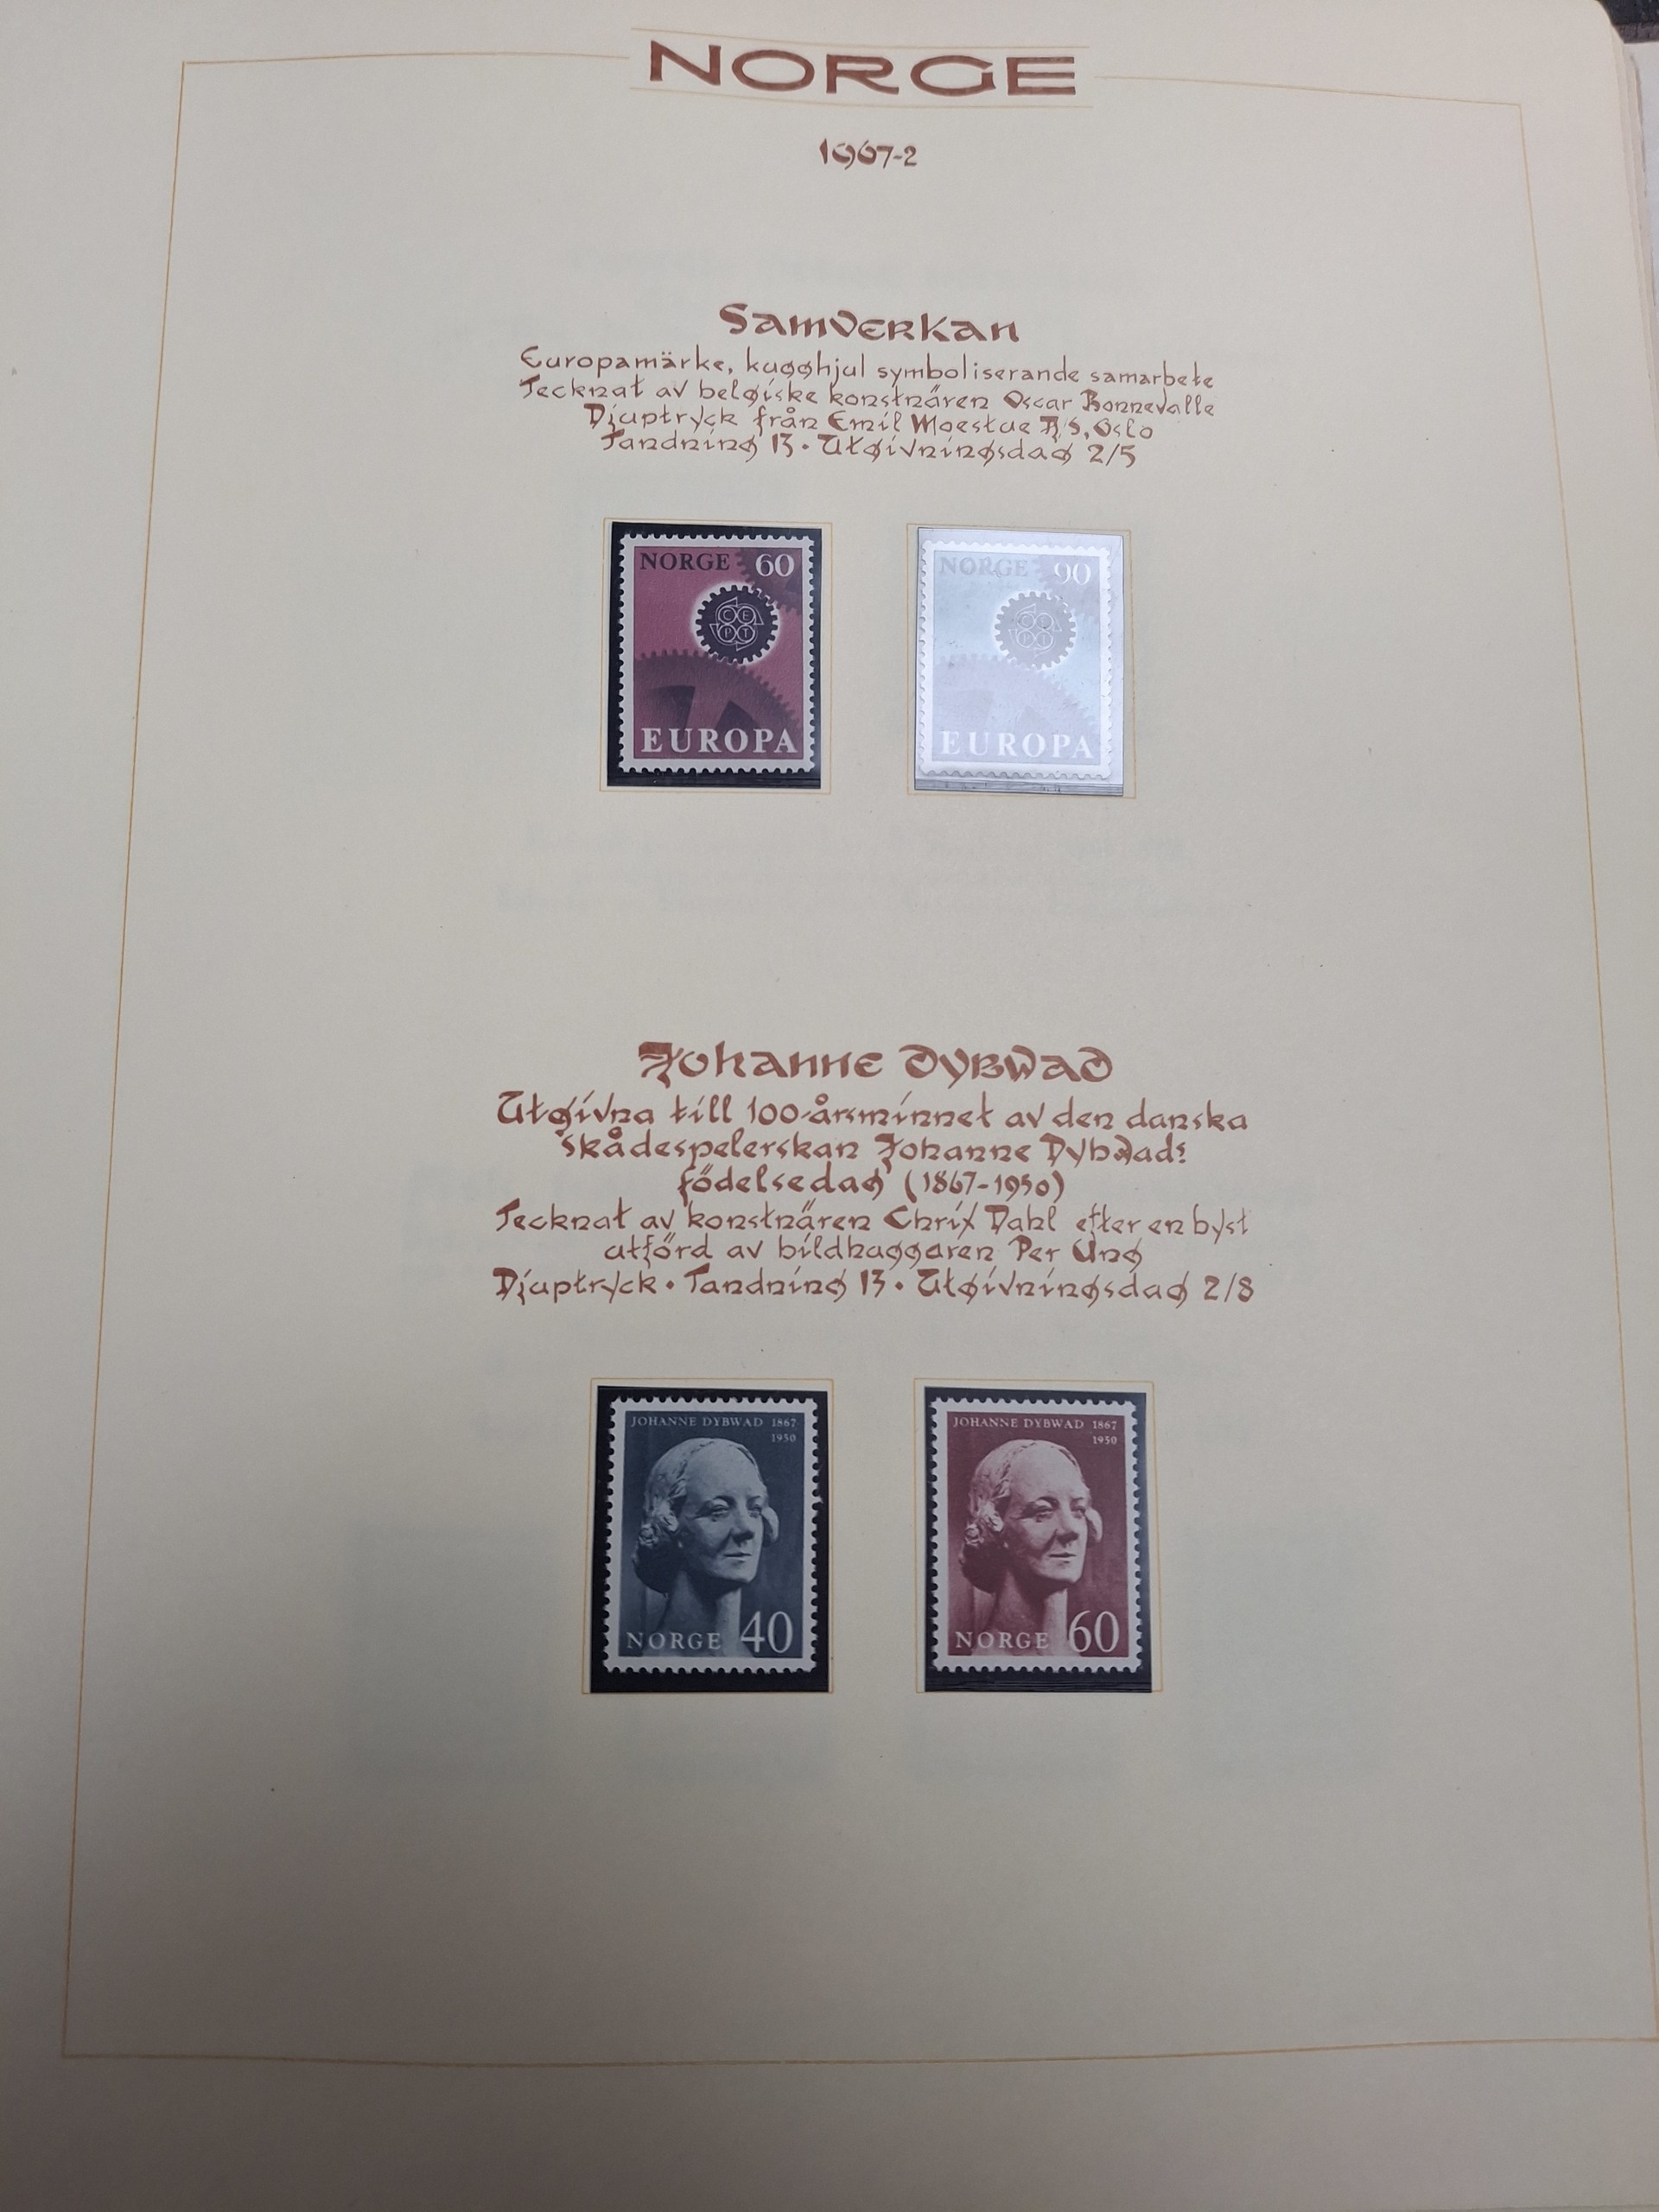 NORGE
1967-2
Samverkan
Europamärke, kugghjul symboliserande samarbete
Tecknat av belgiske konstnären Oscar Bonnevalle
Djuptryck från Emil Moestue A/S, Oslo
Tandning 13 · Utgivningsdag 2/5
NORGE 60
C E
P T
EUROPA
NORGE 90
EUROPA
Johanne Dybwad
Utgivna till 100-årsminnet av den danska
skådespelerskan Johanne Dybwads
födelsedag (1867-1950)
Tecknat av konstnären Chrix Dahl efter en byst
utförd av bildhuggaren Per Ung
Djuptryck · Tandning 13 · Utgivningsdag 2/8
JOHANNE DYBWAD 1867
1950
NORGE 40
JOHANNE DYBWAD 1867
1950
NORGE 60